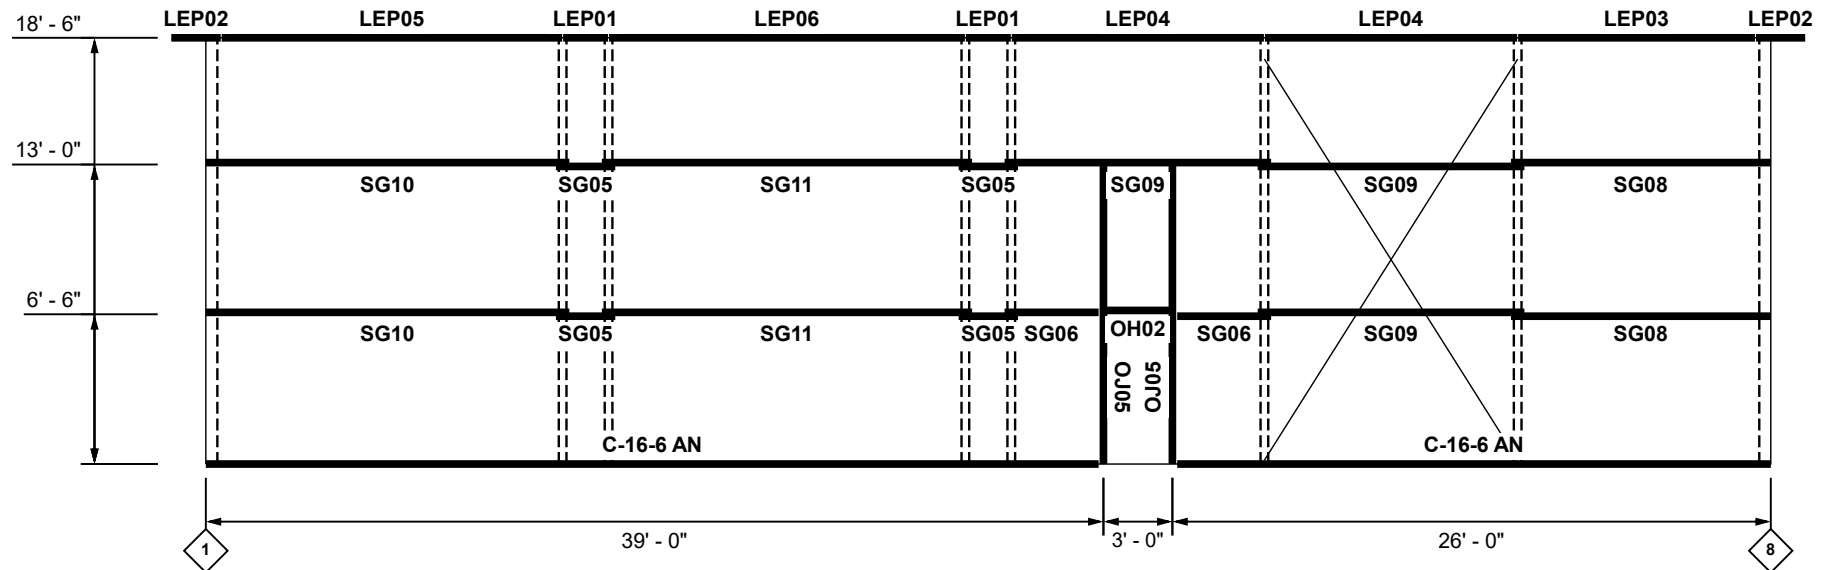 LEP02 LEP05 LEP01 LEP06 LEP01 LEP04 LEP04 LEP03 LEP02
18' - 6"
13' - 0"
SG10 SG05 SG11 SG05 SG09 SG09 SG08
6' - 6"
SG10 SG05 SG11 SG05 SG06 OH02 SG06 SG09 SG08
OJ05 OJ05
C-16-6 AN C-16-6 AN
39' - 0" 3' - 0" 26' - 0"
1 8